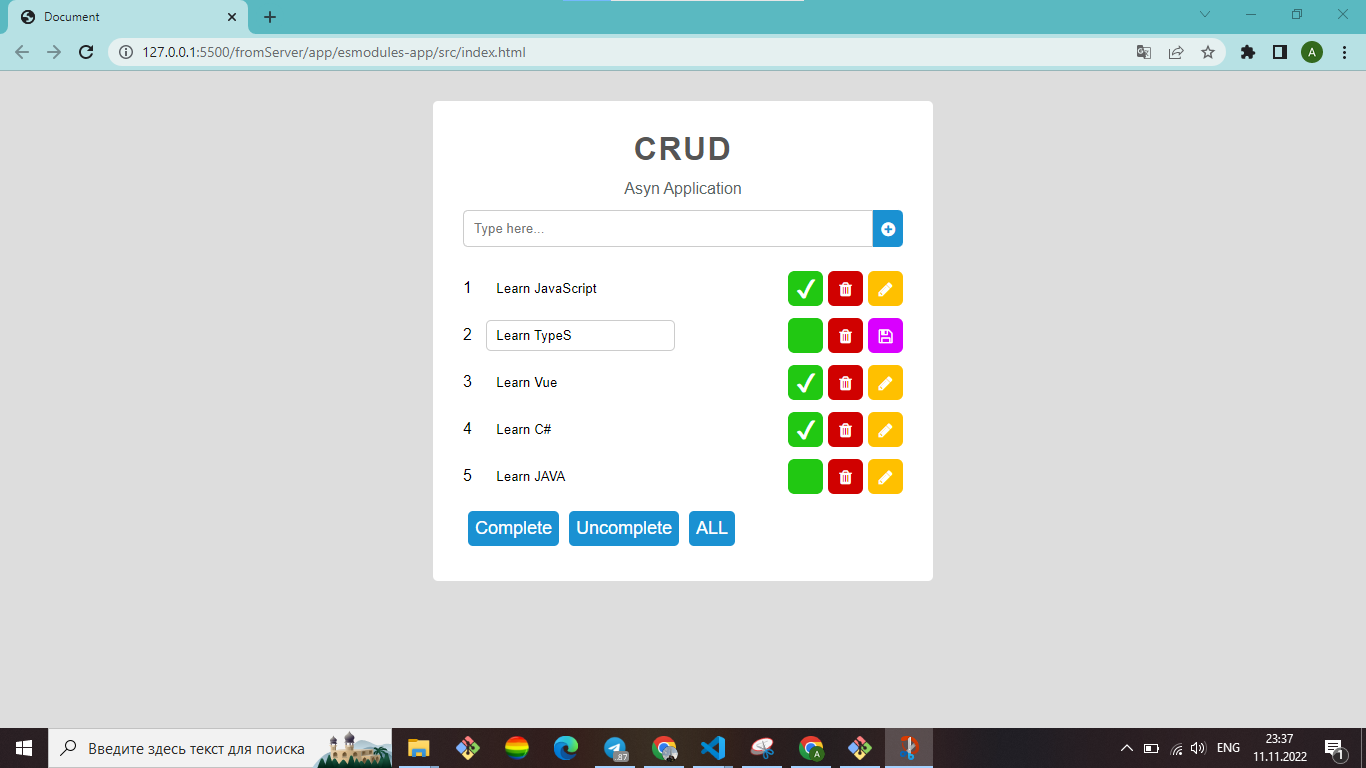 Document
127.0.0.1:5500/fromServer/app/esmodules-app/src/index.html
A
CRUD
Asyn Application
Type here...
1 Learn JavaScript
2 Learn TypeS
3 Learn Vue
4 Learn C#
5 Learn JAVA
Complete Uncomplete ALL
Введите здесь текст для поиска
.87
A
ENG
23:37
11.11.2022
1